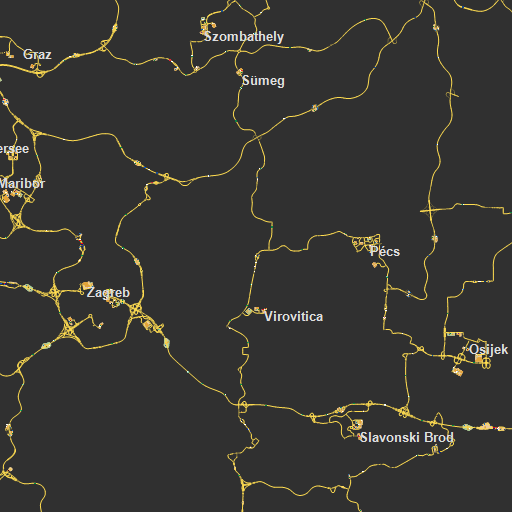 Szombathely
Graz
Sümeg
ersee
Maribor
Pécs
Zagreb
Virovitica
Osijek
Slavonski Brod